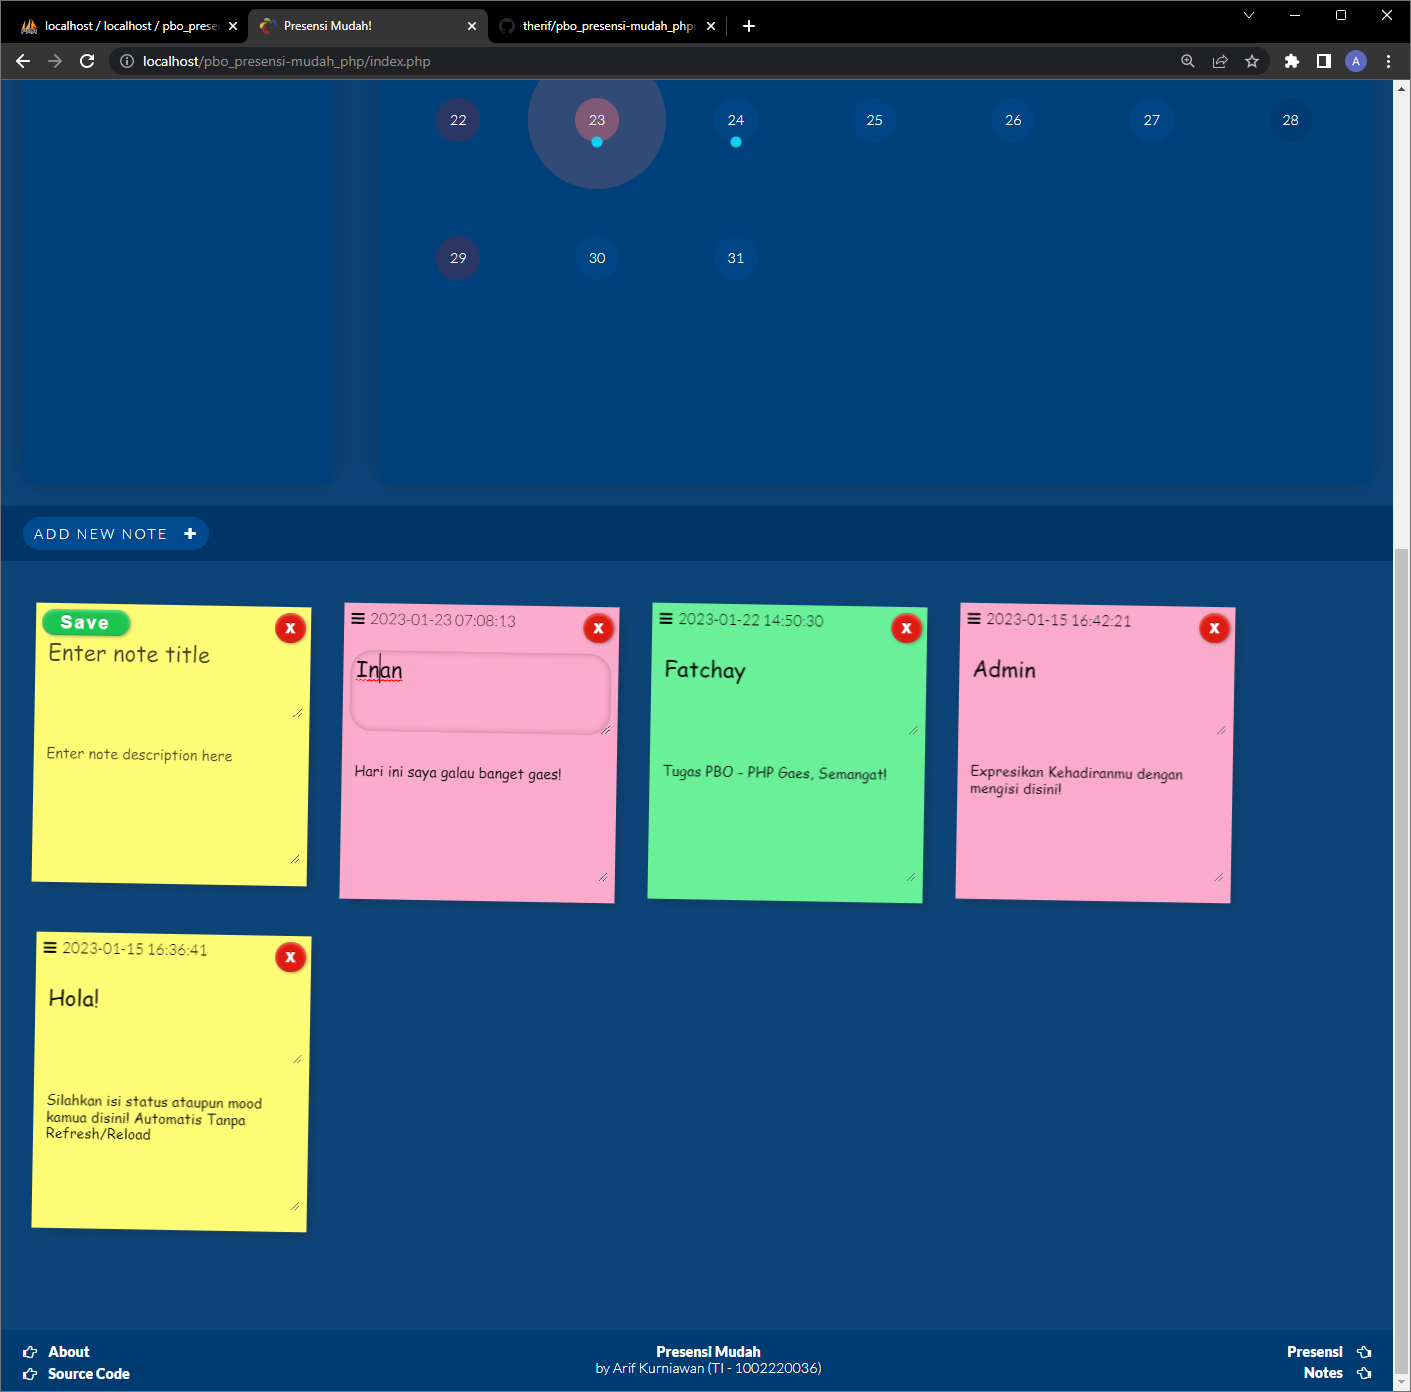 localhost / localhost / pbo_prese
Presensi Mudah!
therif/pbo_presensi-mudah_php:
localhost/pbo_presensi-mudah_php/index.php
A
22 23 24 25 26 27 28
29 30 31
ADD NEW NOTE
Save
x
Enter note title
Enter note description here
2023-01-23 07:08:13
x
Inan
Hari ini saya galau banget gaes!
2023-01-22 14:50:30
x
Fatchay
Tugas PBO - PHP Gaes, Semangat!
2023-01-15 16:42:21
x
Admin
Expresikan Kehadiranmu dengan
mengisi disini!
2023-01-15 16:36:41
x
Hola!
Silahkan isi status ataupun mood
kamua disini! Automatis Tanpa
Refresh/Reload
About
Source Code
Presensi Mudah
by Arif Kurniawan (TI - 1002220036)
Presensi
Notes